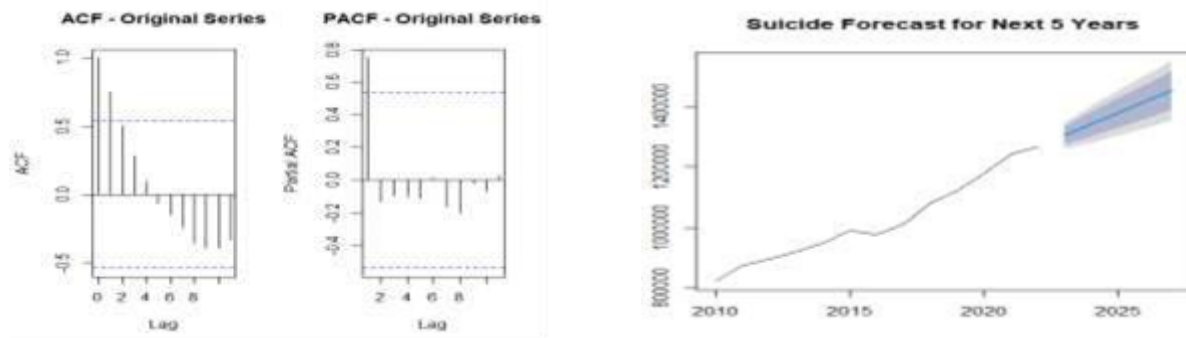 ACF - Original Series
1.0
0.5
0.0
-0.5
ACF
0 2 4 6 8
Lag
PACF - Original Series
0.8
0.6
0.4
0.2
0.0
-0.2
-0.4
Partial ACF
2 4 6 8
Lag
Suicide Forecast for Next 5 Years
1400000
1200000
1000000
800000
2010 2015 2020 2025